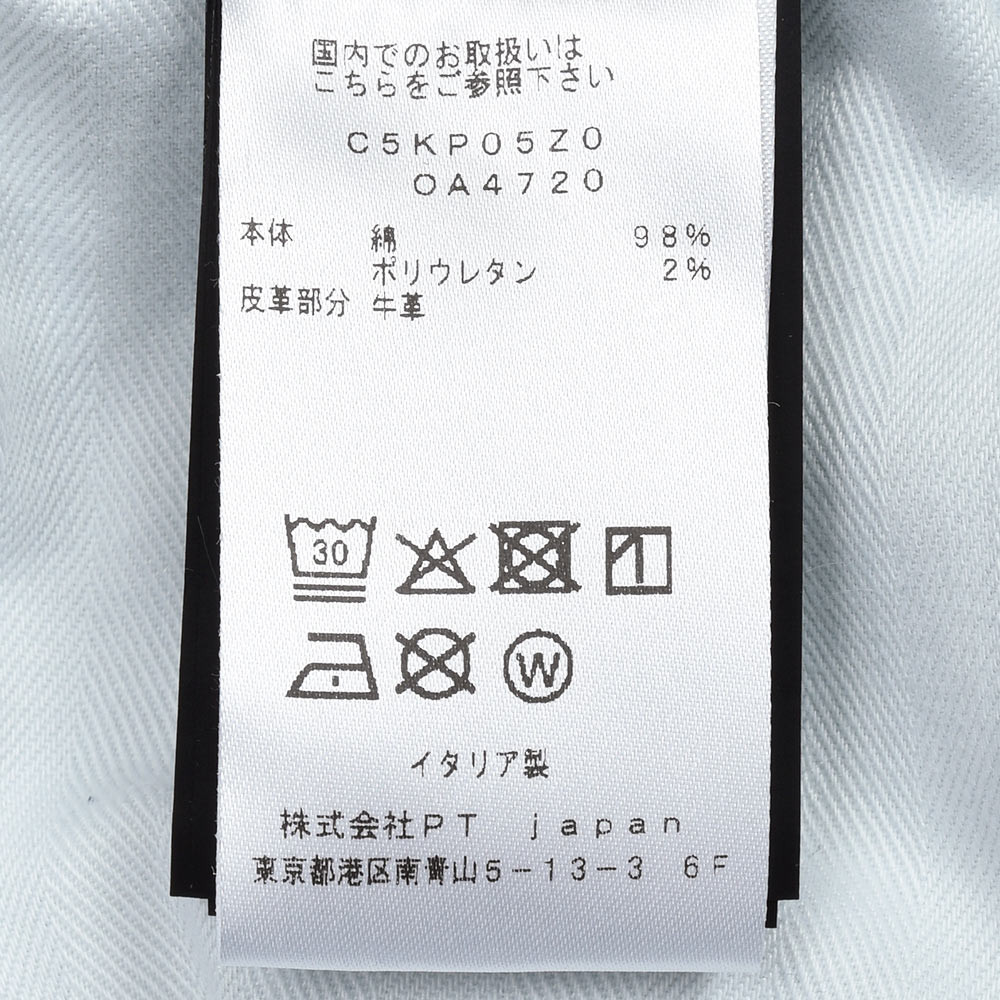 国内でのお取扱いは
こちらをご参照下さい
C5KP05Z0
OA4720
本体 綿 98%
ポリウレタン 2%
皮革部分 牛革
30
W
イタリア製
株式会社PT japan
東京都港区南青山5-13-3 6F